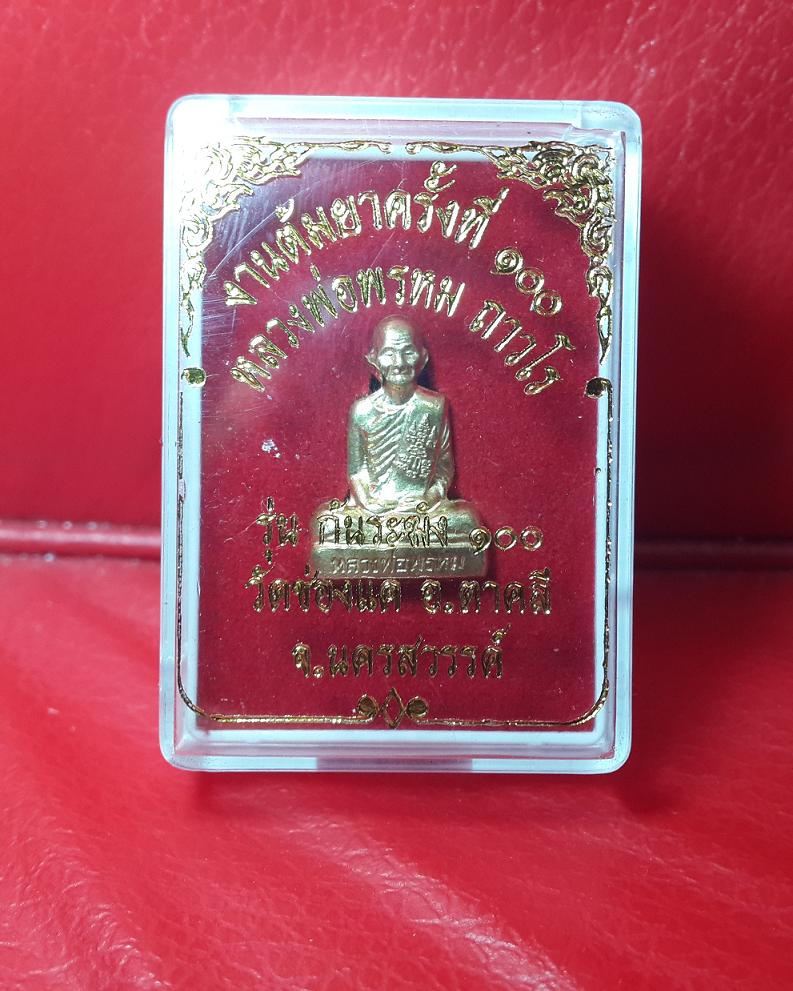 งานต้มยาครั้งที่ ๑๐๐
หลวงพ่อพรหม ถาวโร
รุ่น ก้นระฆัง ๑๐๐
หลวงพ่อพรหม
วัดช่องแค อ.ตาคลี
จ.นครสวรรค์